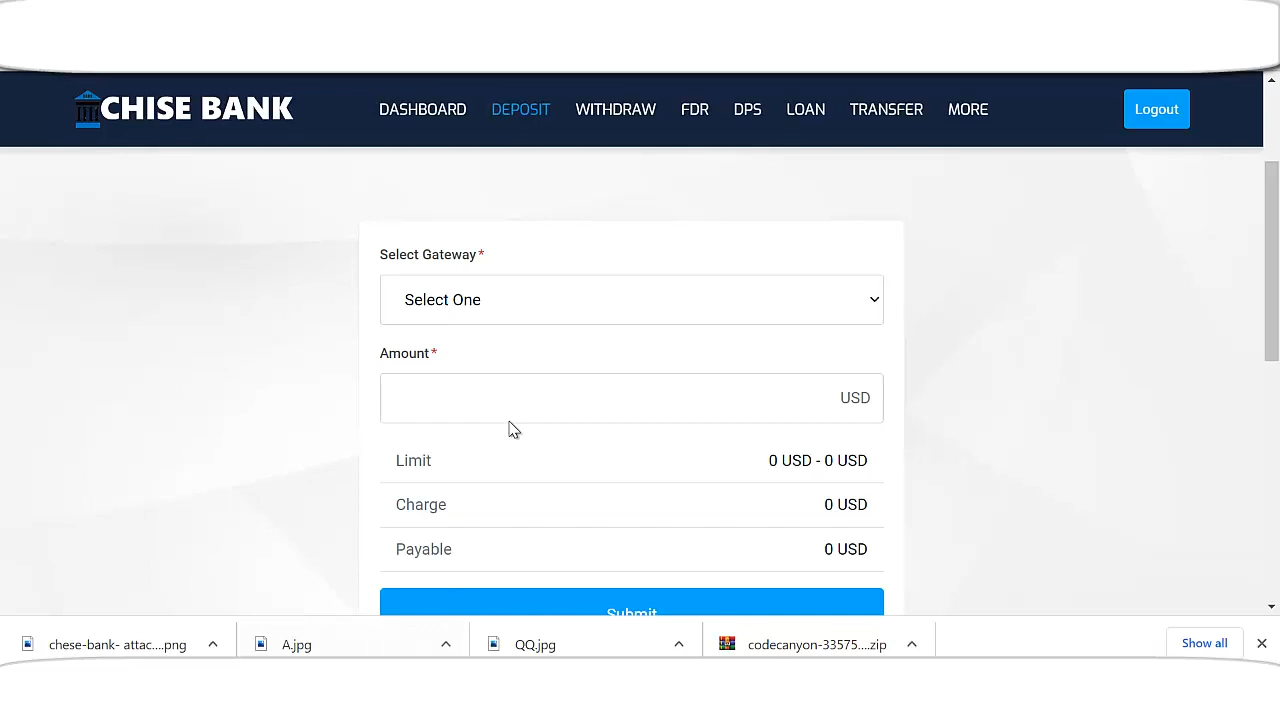 CHISE BANK DASHBOARD DEPOSIT WITHDRAW FDR DPS LOAN TRANSFER MORE Logout
Select Gateway*
Select One
Amount*
USD
Limit 0 USD - 0 USD
Charge 0 USD
Payable 0 USD
Submit
chese-bank- attac....png A.jpg QQ.jpg codecanyon-33575....zip Show all